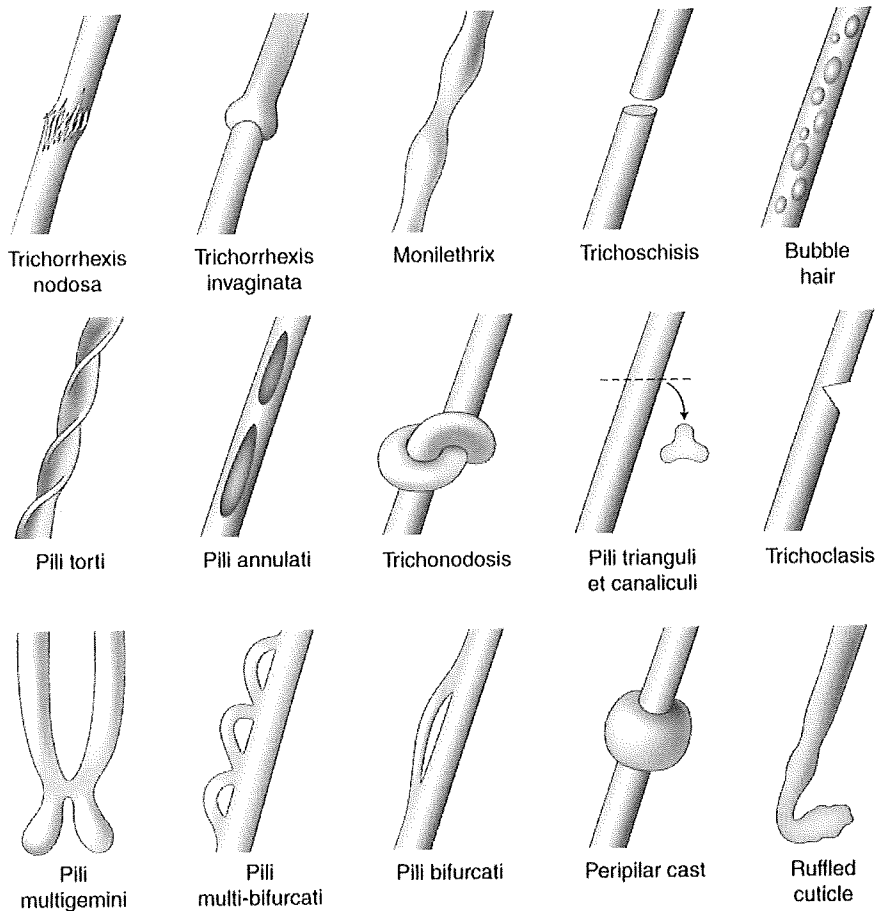 Trichorrhexis
nodosa
Trichorrhexis
invaginata
Monilethrix
Trichoschisis
Bubble
hair
Pili torti
Pili annulati
Trichonodosis
Pili trianguli
et canaliculi
Trichoclasis
Pili
multigemini
Pili
multi-bifurcati
Pili bifurcati
Peripilar cast
Ruffled
cuticle